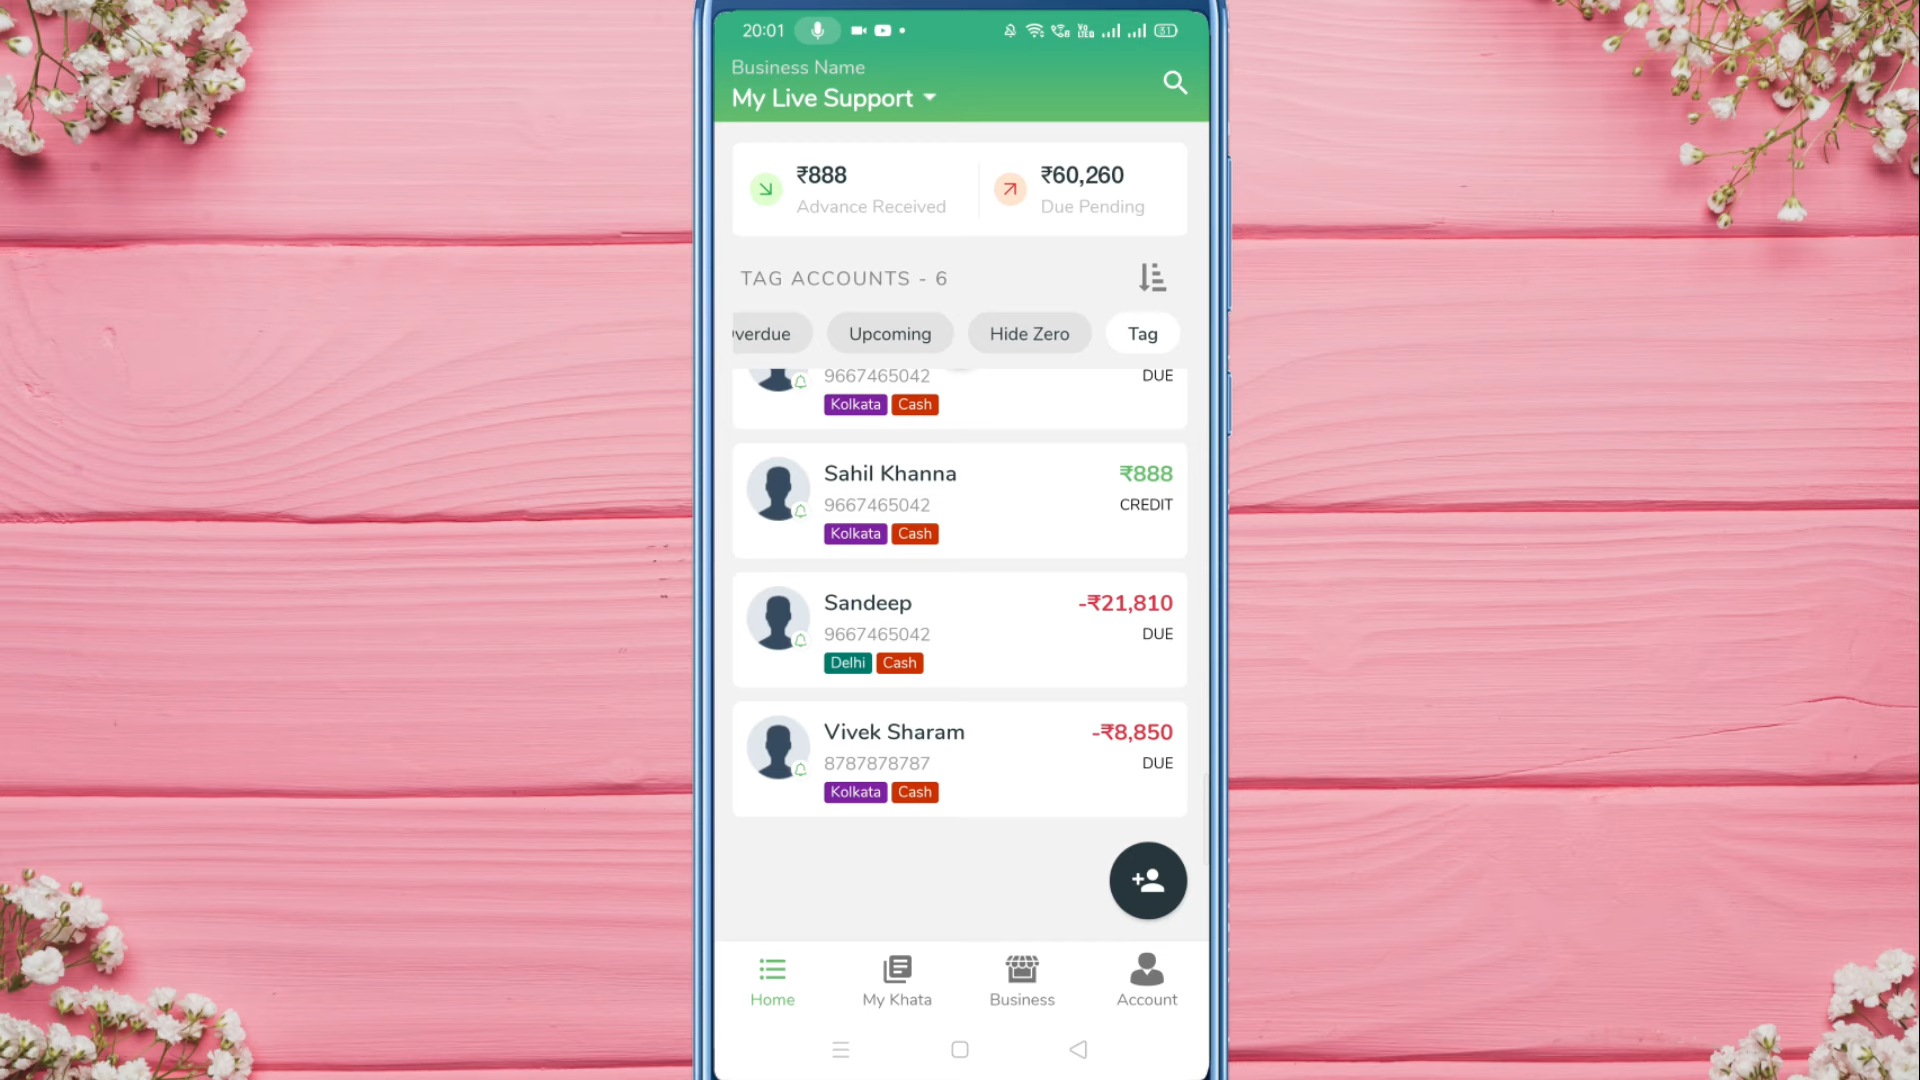 20:01
31
Business Name
My Live Support
₹888
Advance Received
₹60,260
Due Pending
TAG ACCOUNTS - 6
verdue
Upcoming
Hide Zero
Tag
9667465042
DUE
Kolkata Cash
Sahil Khanna
₹888
9667465042
CREDIT
Kolkata Cash
Sandeep
-₹21,810
9667465042
DUE
Delhi Cash
Vivek Sharam
-₹8,850
8787878787
DUE
Kolkata Cash
Home
My Khata
Business
Account